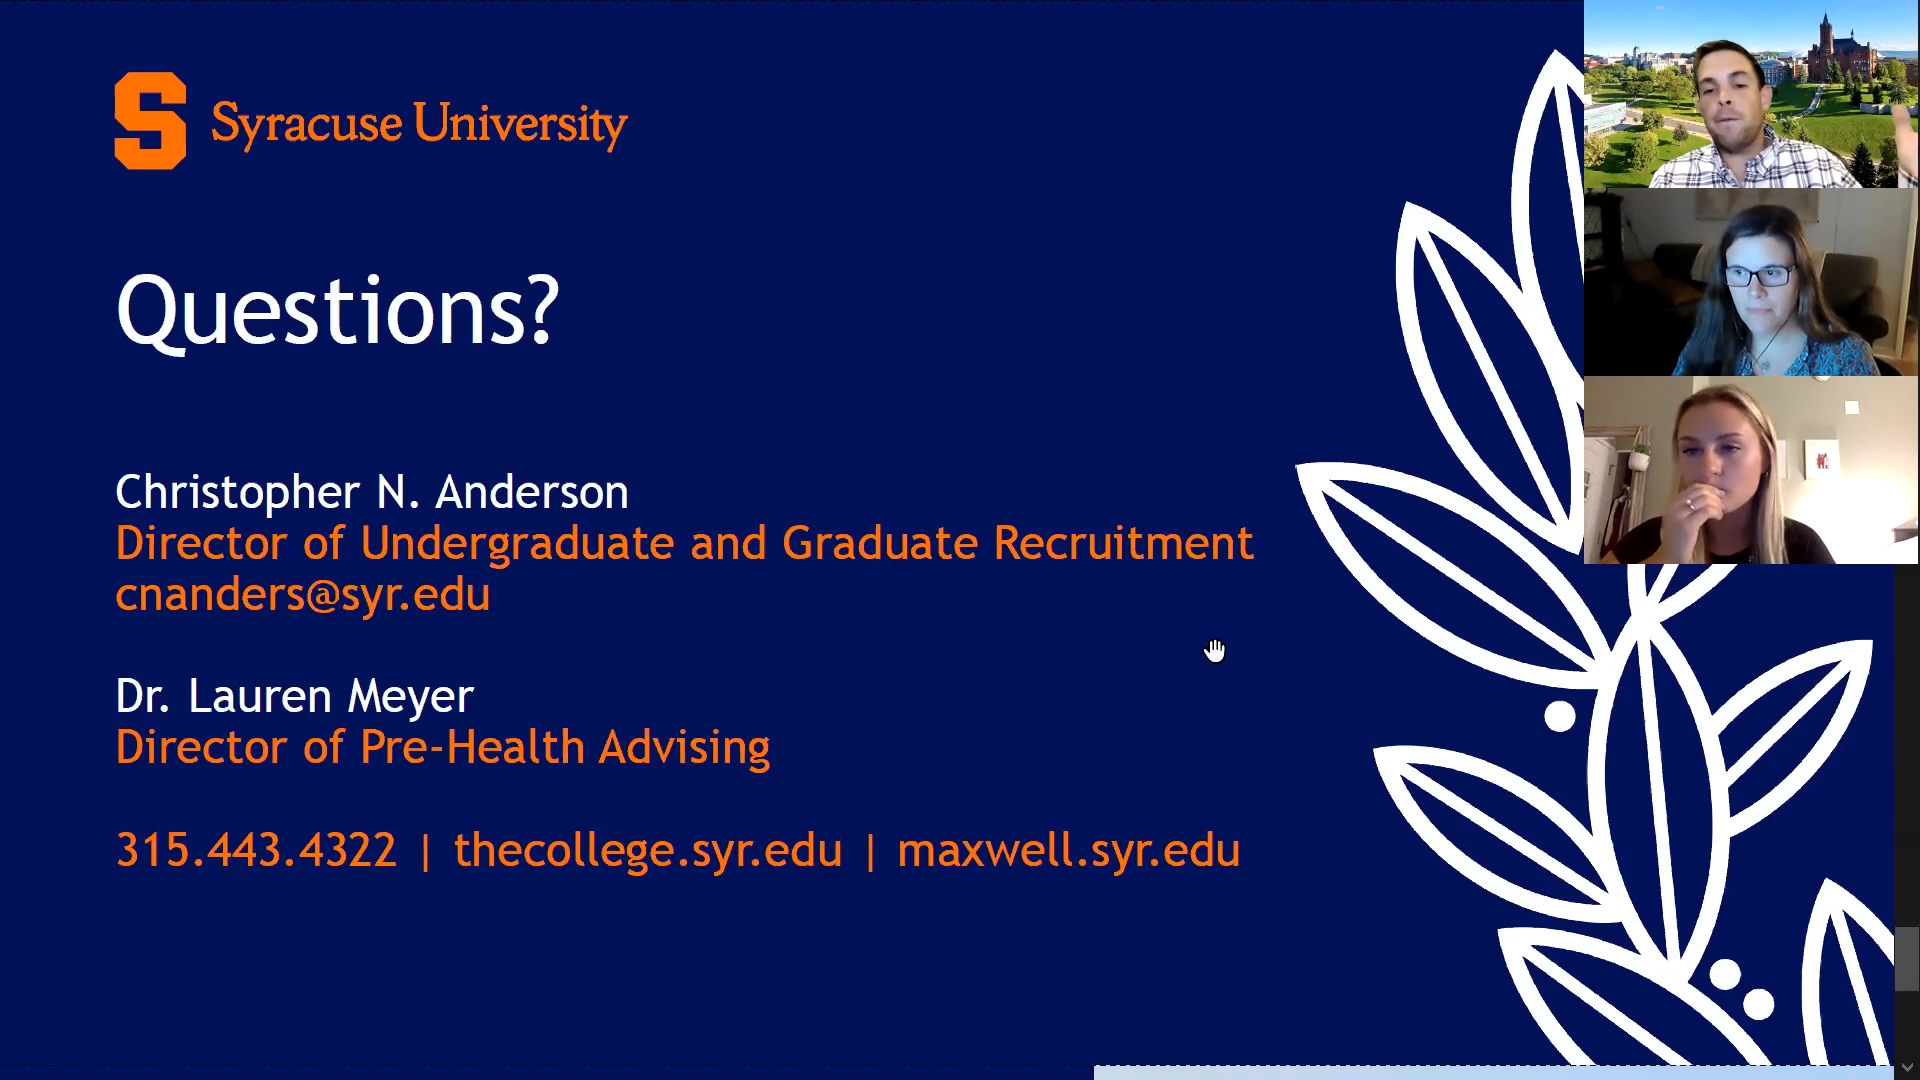 S Syracuse University
Questions?
Christopher N. Anderson
Director of Undergraduate and Graduate Recruitment
cnanders@syr.edu
Dr. Lauren Meyer
Director of Pre-Health Advising
315.443.4322 | thecollege.syr.edu | maxwell.syr.edu